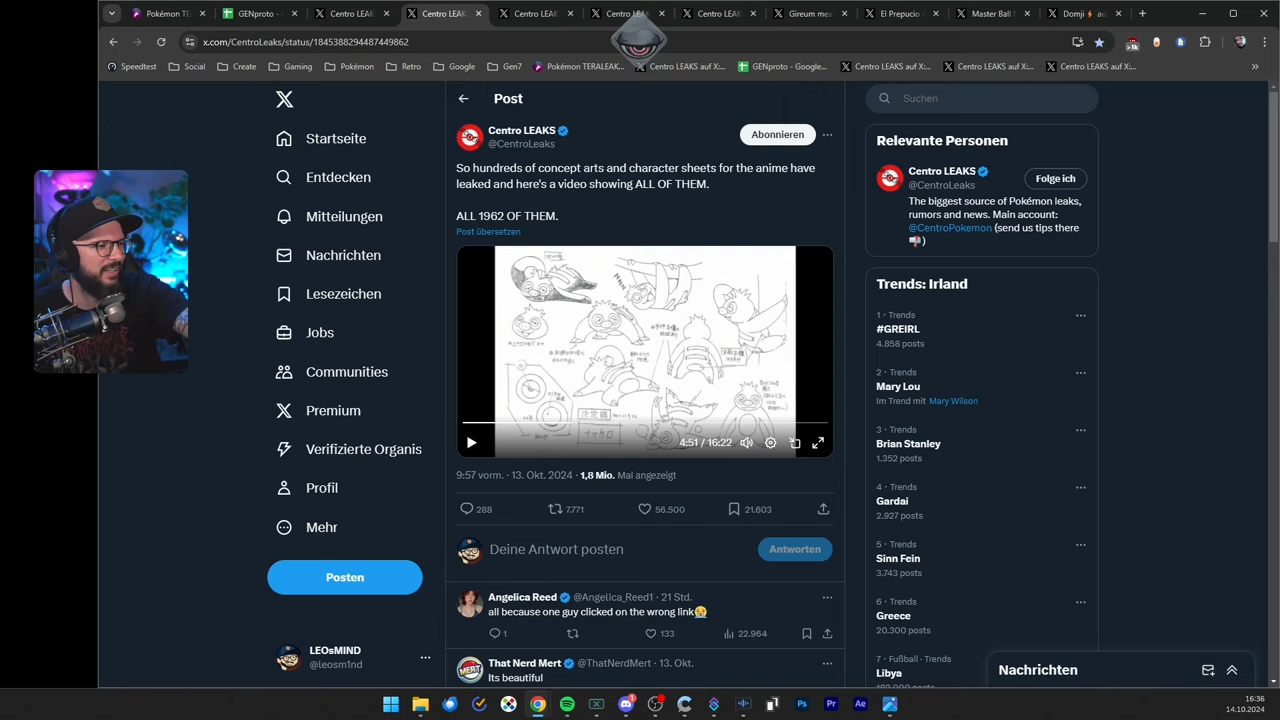 Pokémon TE
GENproto -
Centro LEAK
Centro LEAK
Centro LEAK
Centro LEAK
Centro LEAK
Gireum mea
El Prepucio
Master Ball
Domji
x.com/CentroLeaks/status/1845388294487449862
Speedtest
Social
Create
Gaming
Pokémon
Retro
Google
Gen7
Pokémon TERALEAK...
Centro LEAKS auf X:...
GENproto - Google...
Centro LEAKS auf X:...
Centro LEAKS auf X:...
Centro LEAKS auf X:...
Startseite
Entdecken
Mitteilungen
Nachrichten
Lesezeichen
Jobs
Communities
Premium
Verifizierte Organis
Profil
Mehr
Posten
LEOsMIND
@leosm1nd
Post
Centro LEAKS
@CentroLeaks
Abonnieren
So hundreds of concept arts and character sheets for the anime have
leaked and here's a video showing ALL OF THEM.
ALL 1962 OF THEM.
Post übersetzen
決定稿
ナマケロ
4:51 / 16:22
9:57 vorm. · 13. Okt. 2024 · 1,8 Mio. Mal angezeigt
288
7.771
56.500
21.603
Deine Antwort posten
Antworten
Angelica Reed @Angelica_Reed1 · 21 Std.
all because one guy clicked on the wrong link😥
1
133
22.964
That Nerd Mert @ThatNerdMert · 13. Okt.
Its beautiful
Suchen
Relevante Personen
Centro LEAKS
@CentroLeaks
Folge ich
The biggest source of Pokémon leaks,
rumors and news. Main account:
@CentroPokemon (send us tips there
📬)
Trends: Irland
1 · Trends
#GREIRL
4.858 posts
2 · Trends
Mary Lou
Im Trend mit Mary Wilson
3 · Trends
Brian Stanley
1.352 posts
4 · Trends
Gardai
2.927 posts
5 · Trends
Sinn Fein
3.743 posts
6 · Trends
Greece
20.300 posts
7 · Fußball · Trends
Libya
Nachrichten
16:36
14.10.2024